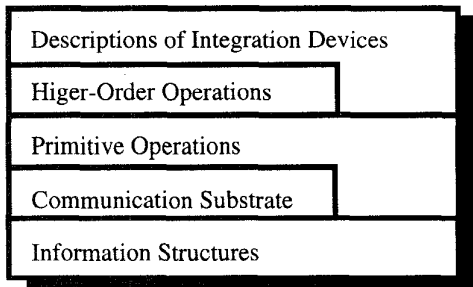 Descriptions of Integration Devices
Higer-Order Operations
Primitive Operations
Communication Substrate
Information Structures